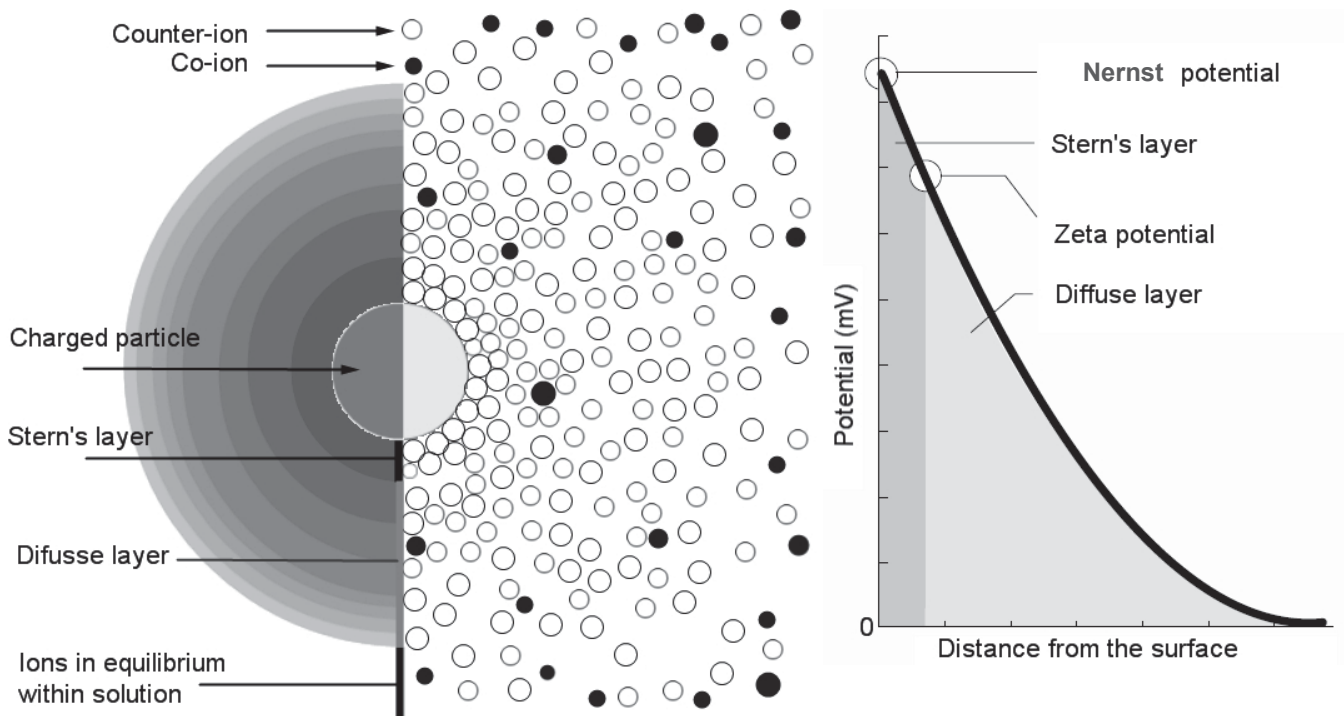 Counter-ion
Co-ion
Charged particle
Stern's layer
Difusse layer
Ions in equilibrium
within solution
Nernst potential
Stern's layer
Zeta potential
Diffuse layer
Potential (mV)
0
Distance from the surface